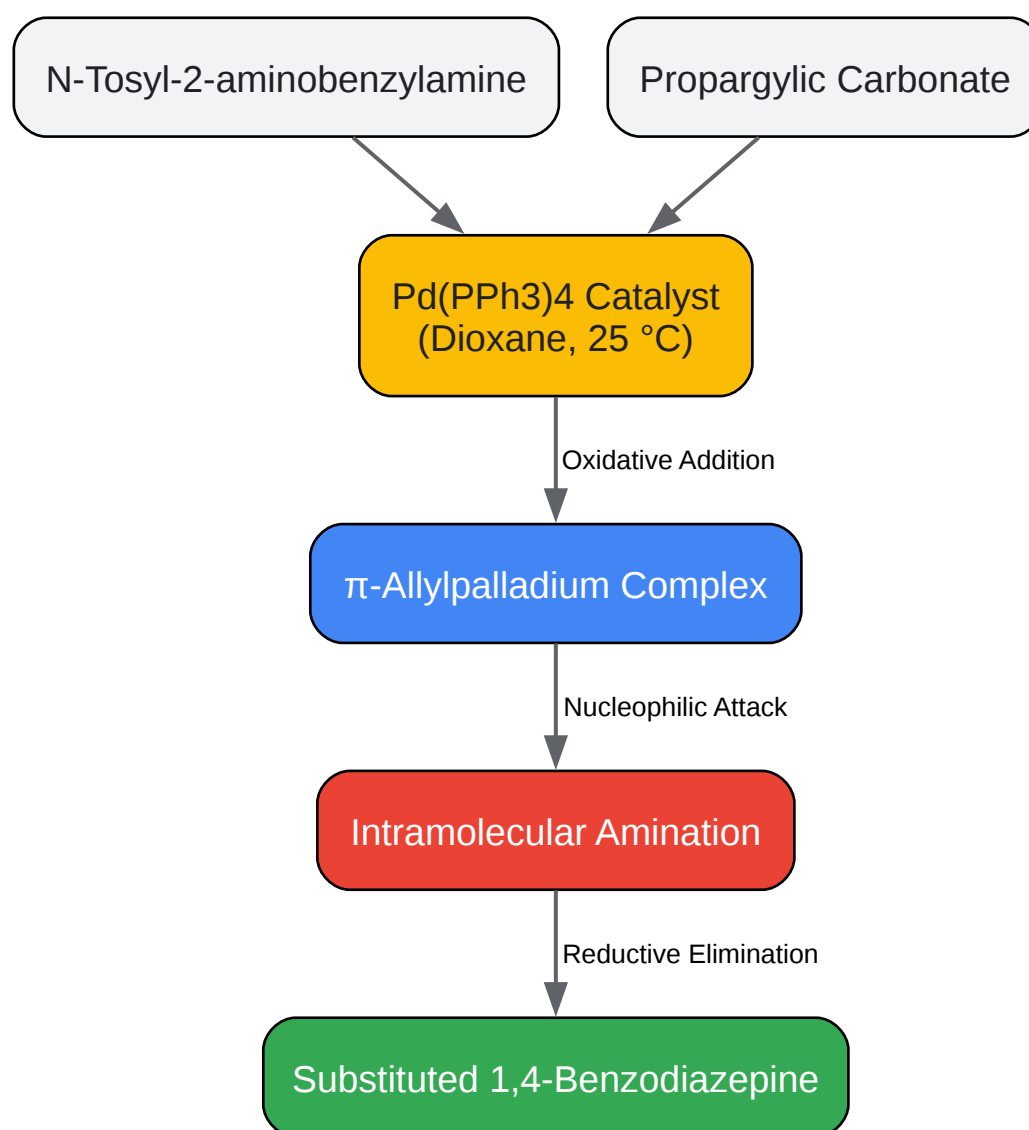 N-Tosyl-2-aminobenzylamine
Propargylic Carbonate
Pd(PPh3)4 Catalyst
(Dioxane, 25 °C)
Oxidative Addition
π-Allylpalladium Complex
Nucleophilic Attack
Intramolecular Amination
Reductive Elimination
Substituted 1,4-Benzodiazepine